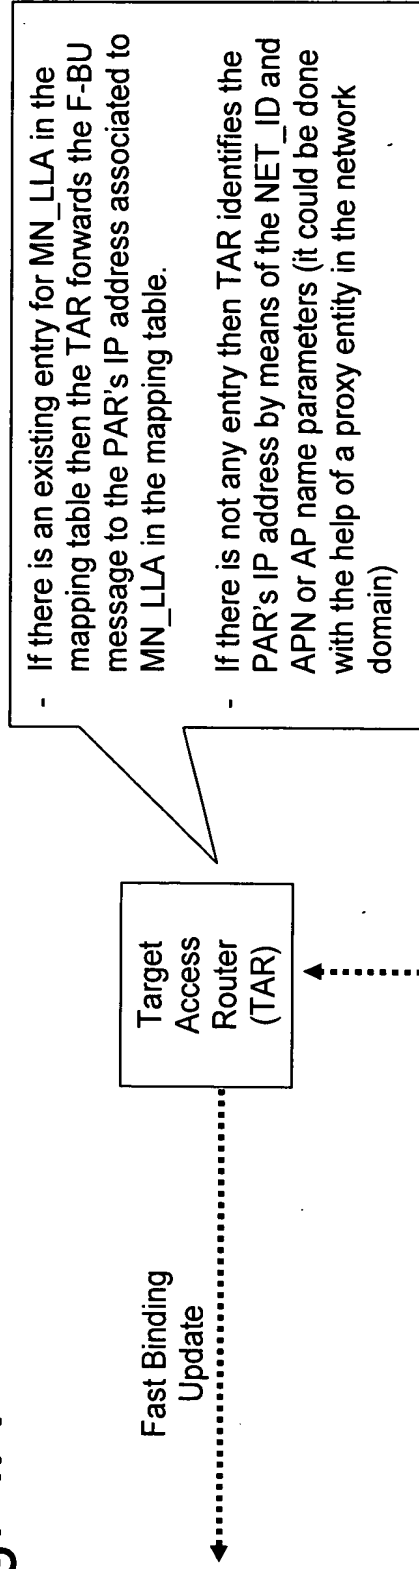 - If there is an existing entry for MN_LLA in the
mapping table then the TAR forwards the F-BU
message to the PAR's IP address associated to
MN_LLA in the mapping table.
- If there is not any entry then TAR identifies the
PAR's IP address by means of the NET_ID and
APN or AP name parameters (it could be done
with the help of a proxy entity in the network
domain)
Target
Access
Router
(TAR)
Fast Binding
Update